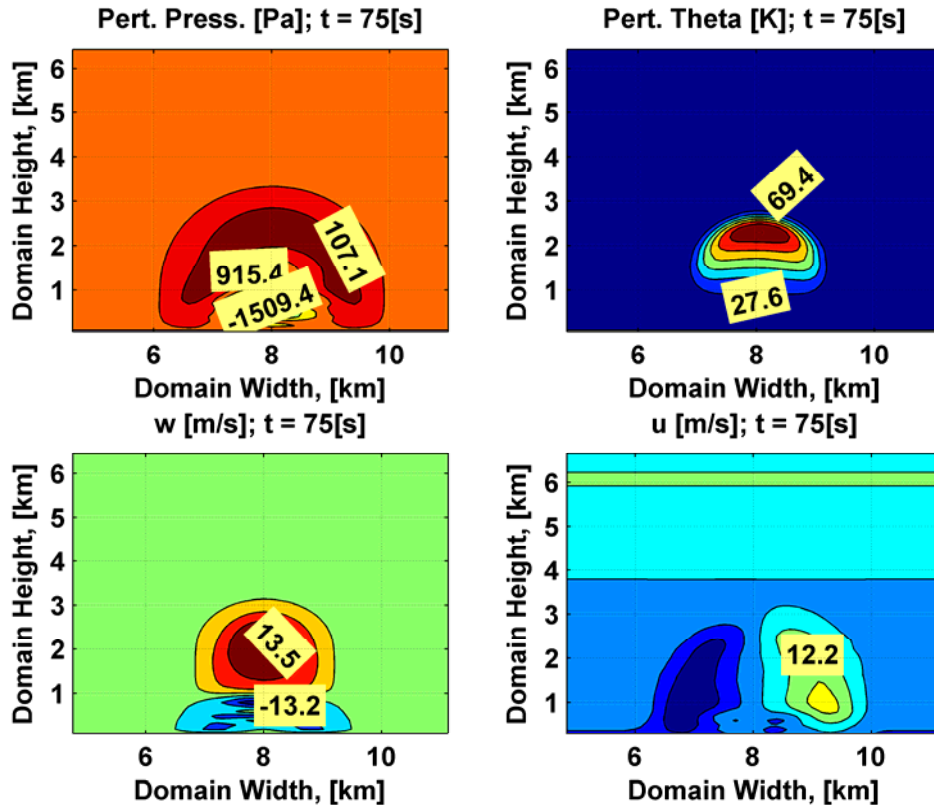 Pert. Press. [Pa]; t = 75[s]
Domain Height, [km]
6
5
4
3
2
1
107.1
915.4
-1509.4
6 8 10
Domain Width, [km]
Pert. Theta [K]; t = 75[s]
Domain Height, [km]
6
5
4
3
2
1
69.4
27.6
6 8 10
Domain Width, [km]
w [m/s]; t = 75[s]
Domain Height, [km]
6
5
4
3
2
1
13.5
-13.2
6 8 10
Domain Width, [km]
u [m/s]; t = 75[s]
Domain Height, [km]
6
5
4
3
2
1
12.2
6 8 10
Domain Width, [km]